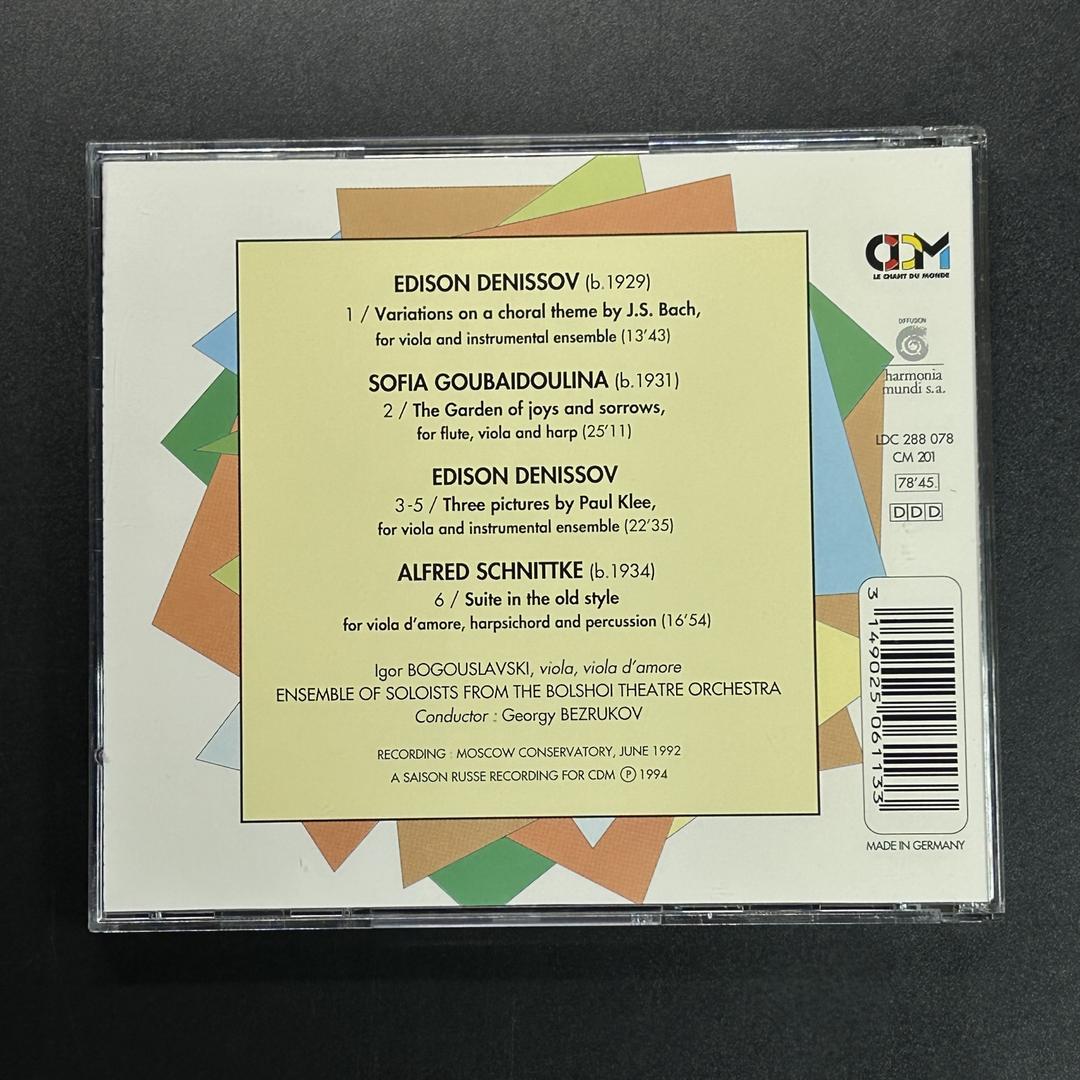 EDISON DENISSOV (b.1929)
1 / Variations on a choral theme by J.S. Bach,
for viola and instrumental ensemble (13'43)
SOFIA GOUBAIDOULINA (b.1931)
2 / The Garden of joys and sorrows,
for flute, viola and harp (25'11)
EDISON DENISSOV
3-5 / Three pictures by Paul Klee,
for viola and instrumental ensemble (22'35)
ALFRED SCHNITTKE (b.1934)
6 / Suite in the old style
for viola d'amore, harpsichord and percussion (16'54)
Igor BOGOUSLAVSKI, viola, viola d'amore
ENSEMBLE OF SOLOISTS FROM THE BOLSHOI THEATRE ORCHESTRA
Conductor : Georgy BEZRUKOV
RECORDING : MOSCOW CONSERVATORY, JUNE 1992
A SAISON RUSSE RECORDING FOR CDM ℗ 1994
CDM
LE CHANT DU MONDE
DIFFUSION
harmonia
mundi s.a.
LDC 288 078
CM 201
78'45.
DDD
3 149025 061133
MADE IN GERMANY